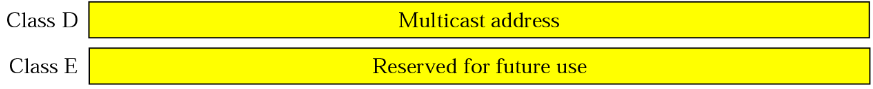 Class D Multicast address
Class E Reserved for future use